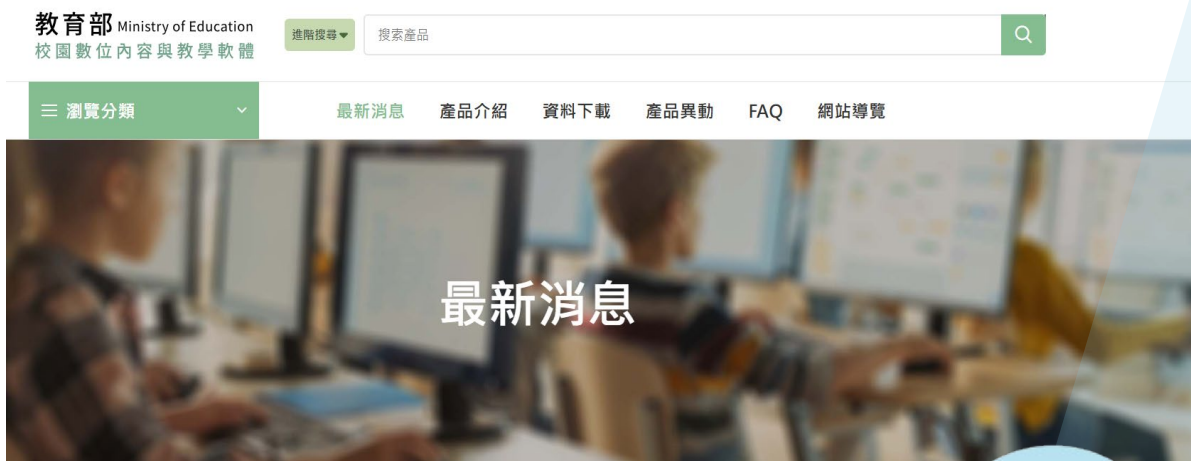 教育部 Ministry of Education
校園數位內容與教學軟體
進階搜尋 搜索產品
瀏覽分類 最新消息 產品介紹 資料下載 產品異動 FAQ 網站導覽
最新消息